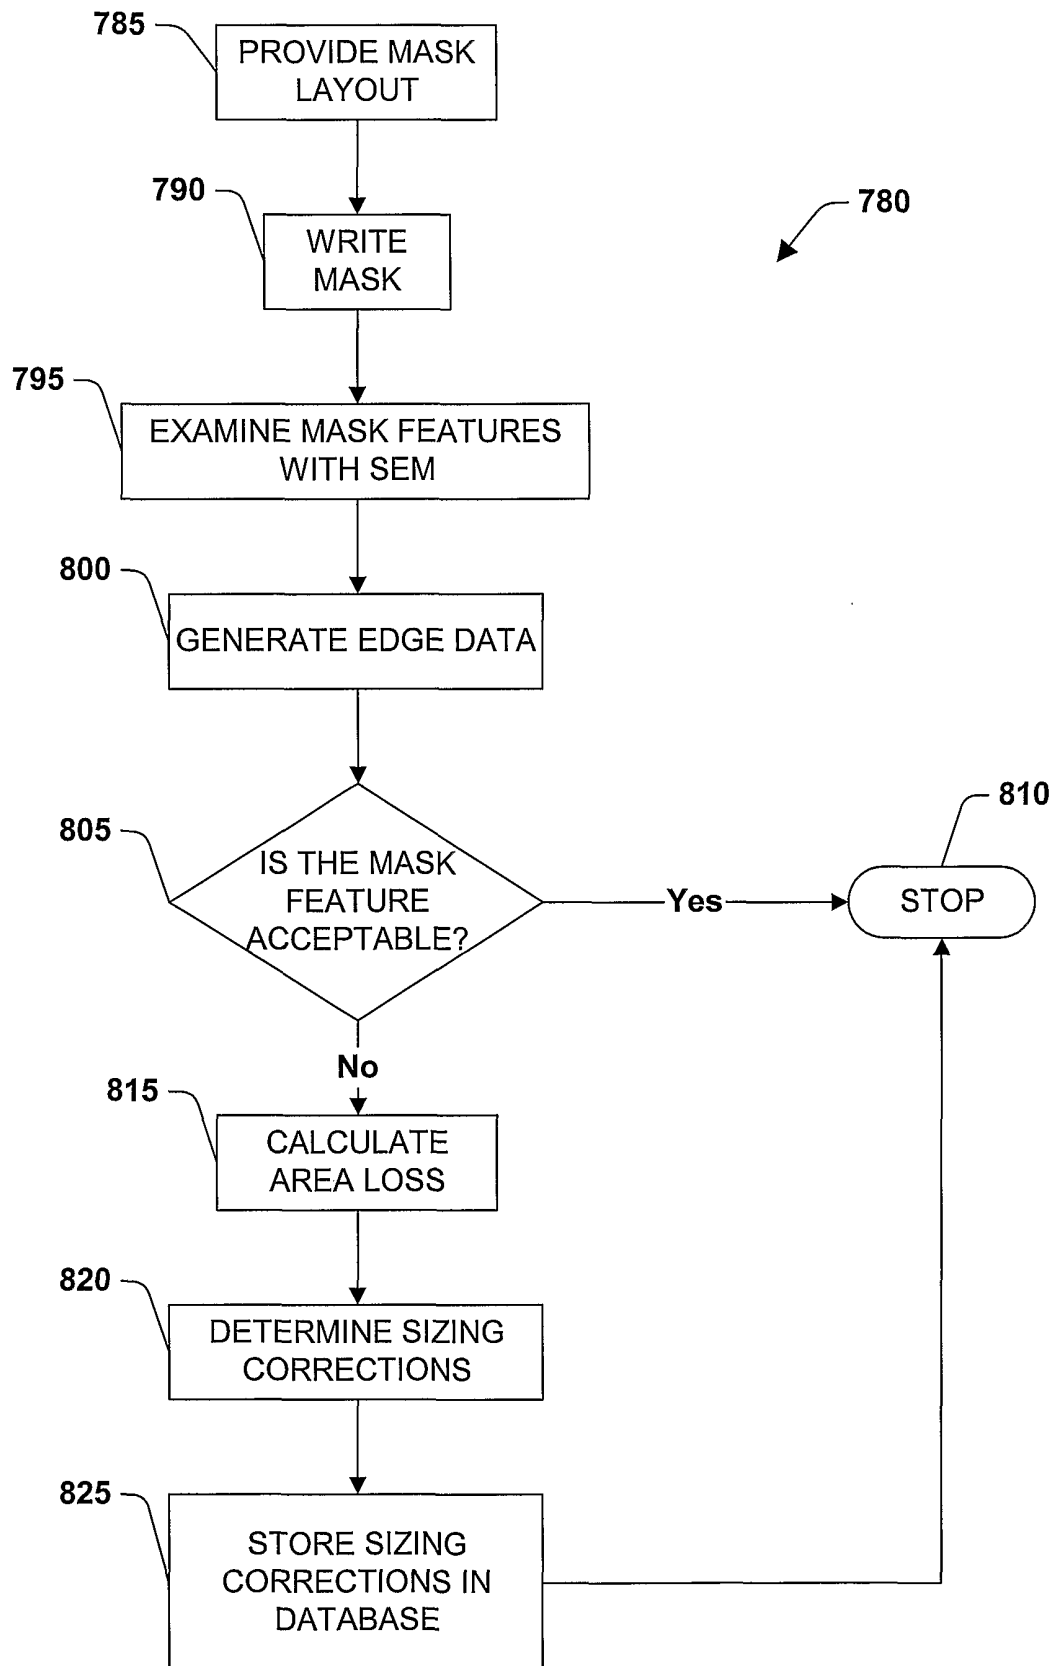 785
PROVIDE MASK
LAYOUT
790
WRITE
MASK
780
795
EXAMINE MASK FEATURES
WITH SEM
800
GENERATE EDGE DATA
805
IS THE MASK
FEATURE
ACCEPTABLE?
Yes
810
STOP
No
815
CALCULATE
AREA LOSS
820
DETERMINE SIZING
CORRECTIONS
825
STORE SIZING
CORRECTIONS IN
DATABASE